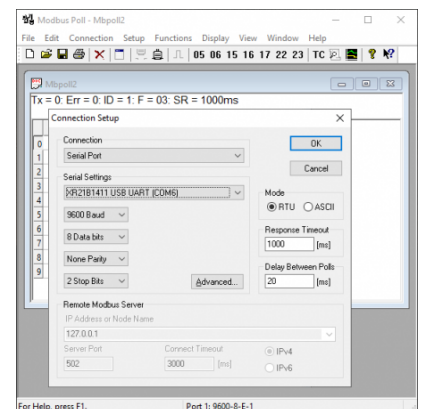 Modbus Poll - Mbpoll2
File Edit Connection Setup Functions Display View Window Help
05 06 15 16 17 22 23 TC
Mbpoll2
Tx = 0: Err = 0: ID = 1: F = 03: SR = 1000ms
Connection Setup
Connection
Serial Port
OK
Cancel
Serial Settings
XR21B1411 USB UART (COM6)
9600 Baud
8 Data bits
None Parity
2 Stop Bits
Advanced...
Mode
RTU ASCII
Response Timeout
1000 [ms]
Delay Between Polls
20 [ms]
Remote Modbus Server
IP Address or Node Name
127.0.0.1
Server Port Connect Timeout
502 3000 [ms]
IPv4
IPv6
0
1
2
3
4
5
6
7
8
9
For Help, press F1. Port 1: 9600-8-E-1